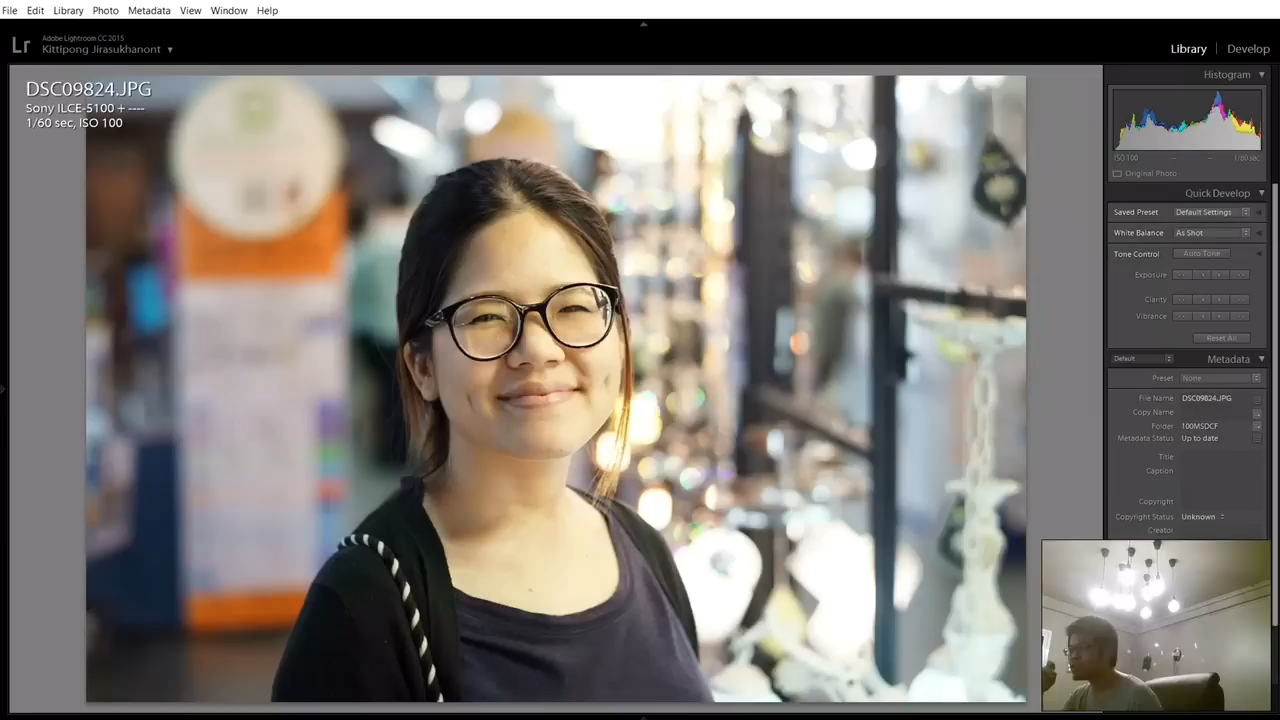 File Edit Library Photo Metadata View Window Help
Lr
Adobe Lightroom CC 2015
Kittipong Jirasukhanont
Library | Develop
DSC09824.JPG
Sony ILCE-5100 + ----
1/60 sec, ISO 100
Histogram
ISO 100 -- -- 1/60 sec
Original Photo
Quick Develop
Saved Preset Default Settings
White Balance As Shot
Tone Control Auto Tone
Exposure
Clarity
Vibrance
Reset All
Default Metadata
Preset None
File Name DSC09824.JPG
Copy Name
Folder 100MSDCF
Metadata Status Up to date
Title
Caption
Copyright
Copyright Status Unknown
Creator